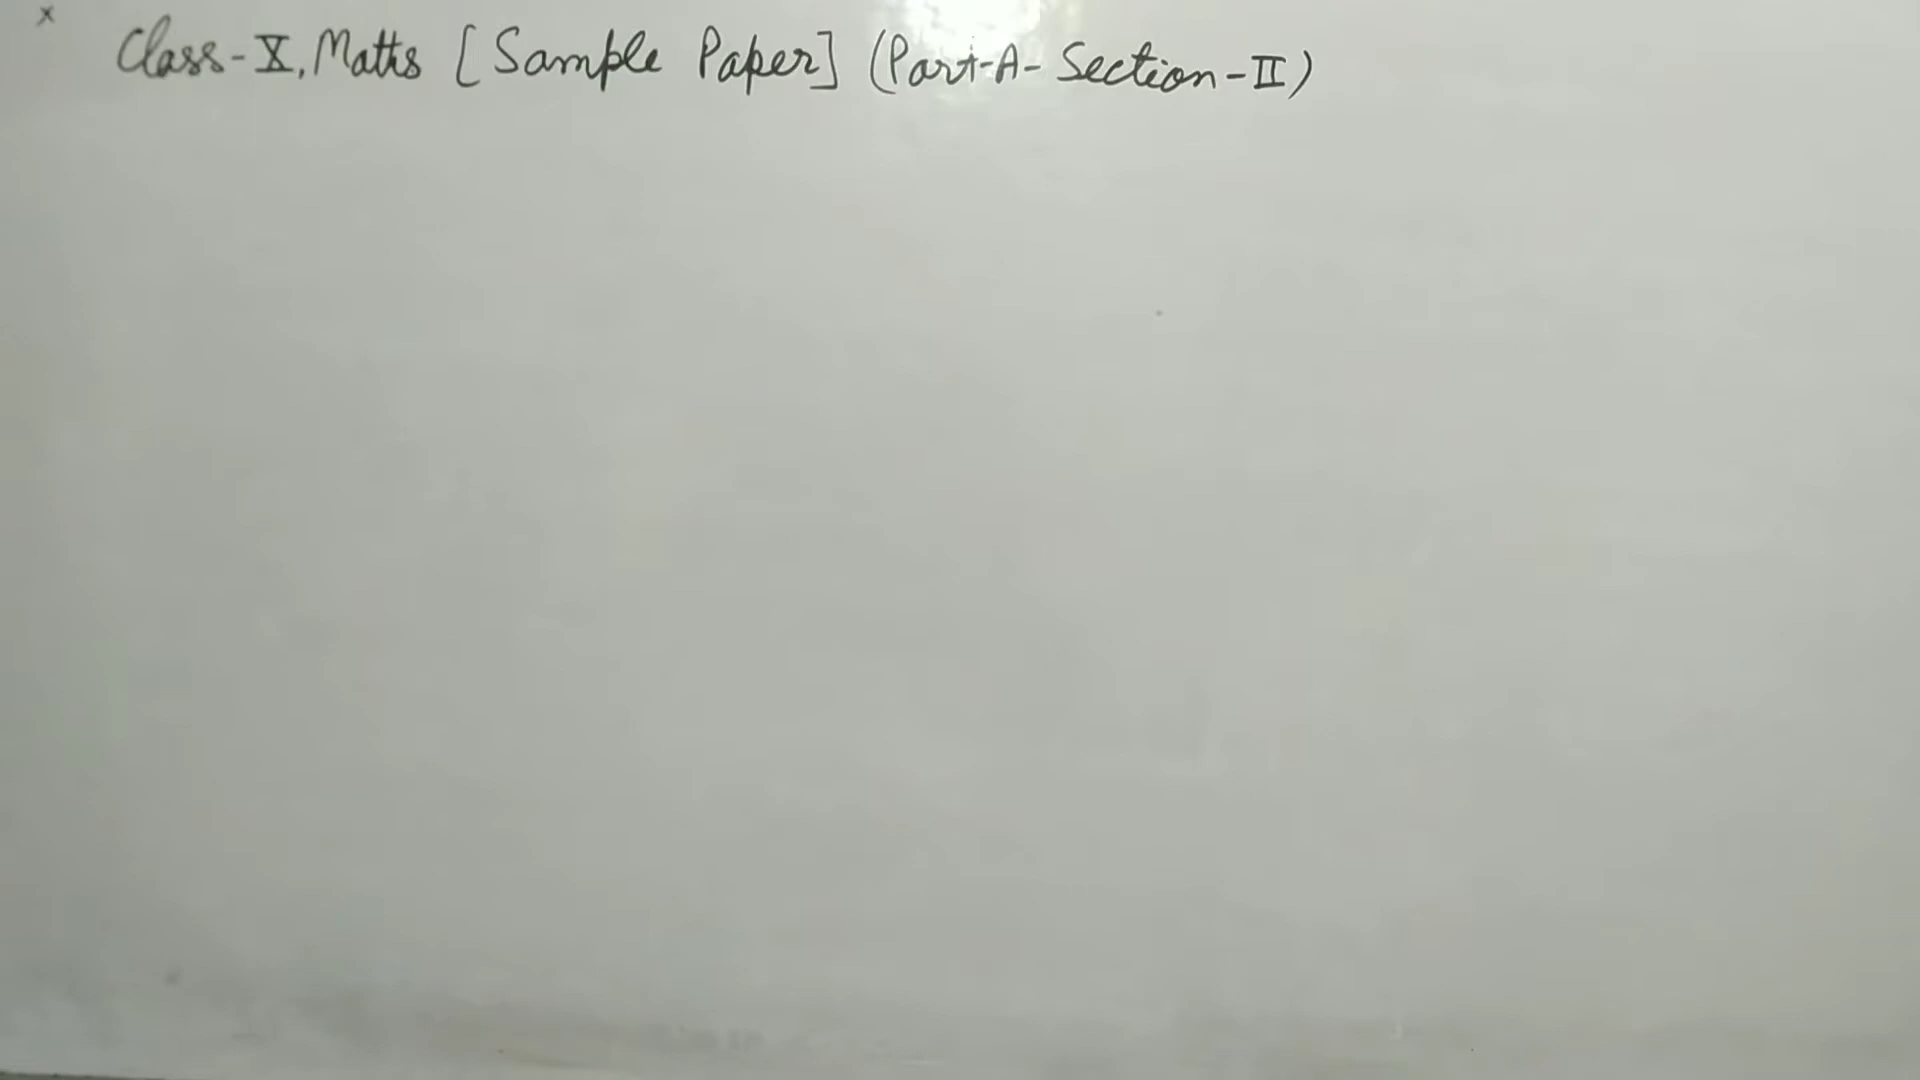 x
Class-X, Maths [Sample Paper] (Part-A-Section-II)